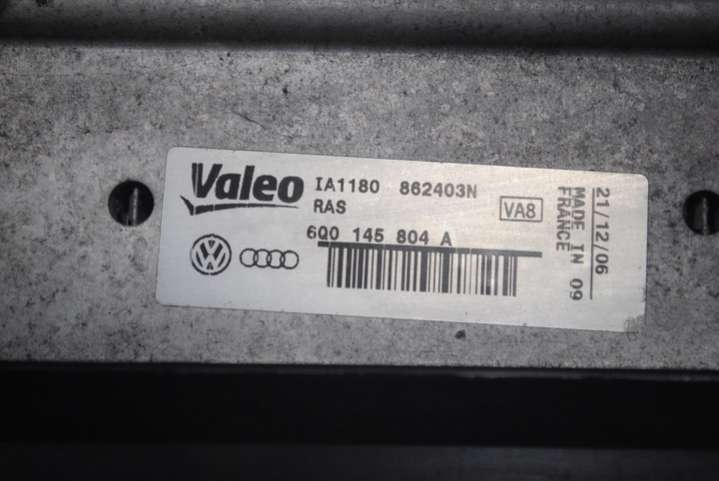 Valeo
IA1180 862403N
RAS
VA8
6Q0 145 804 A
21/12/06
MADE IN 09
FRANCE